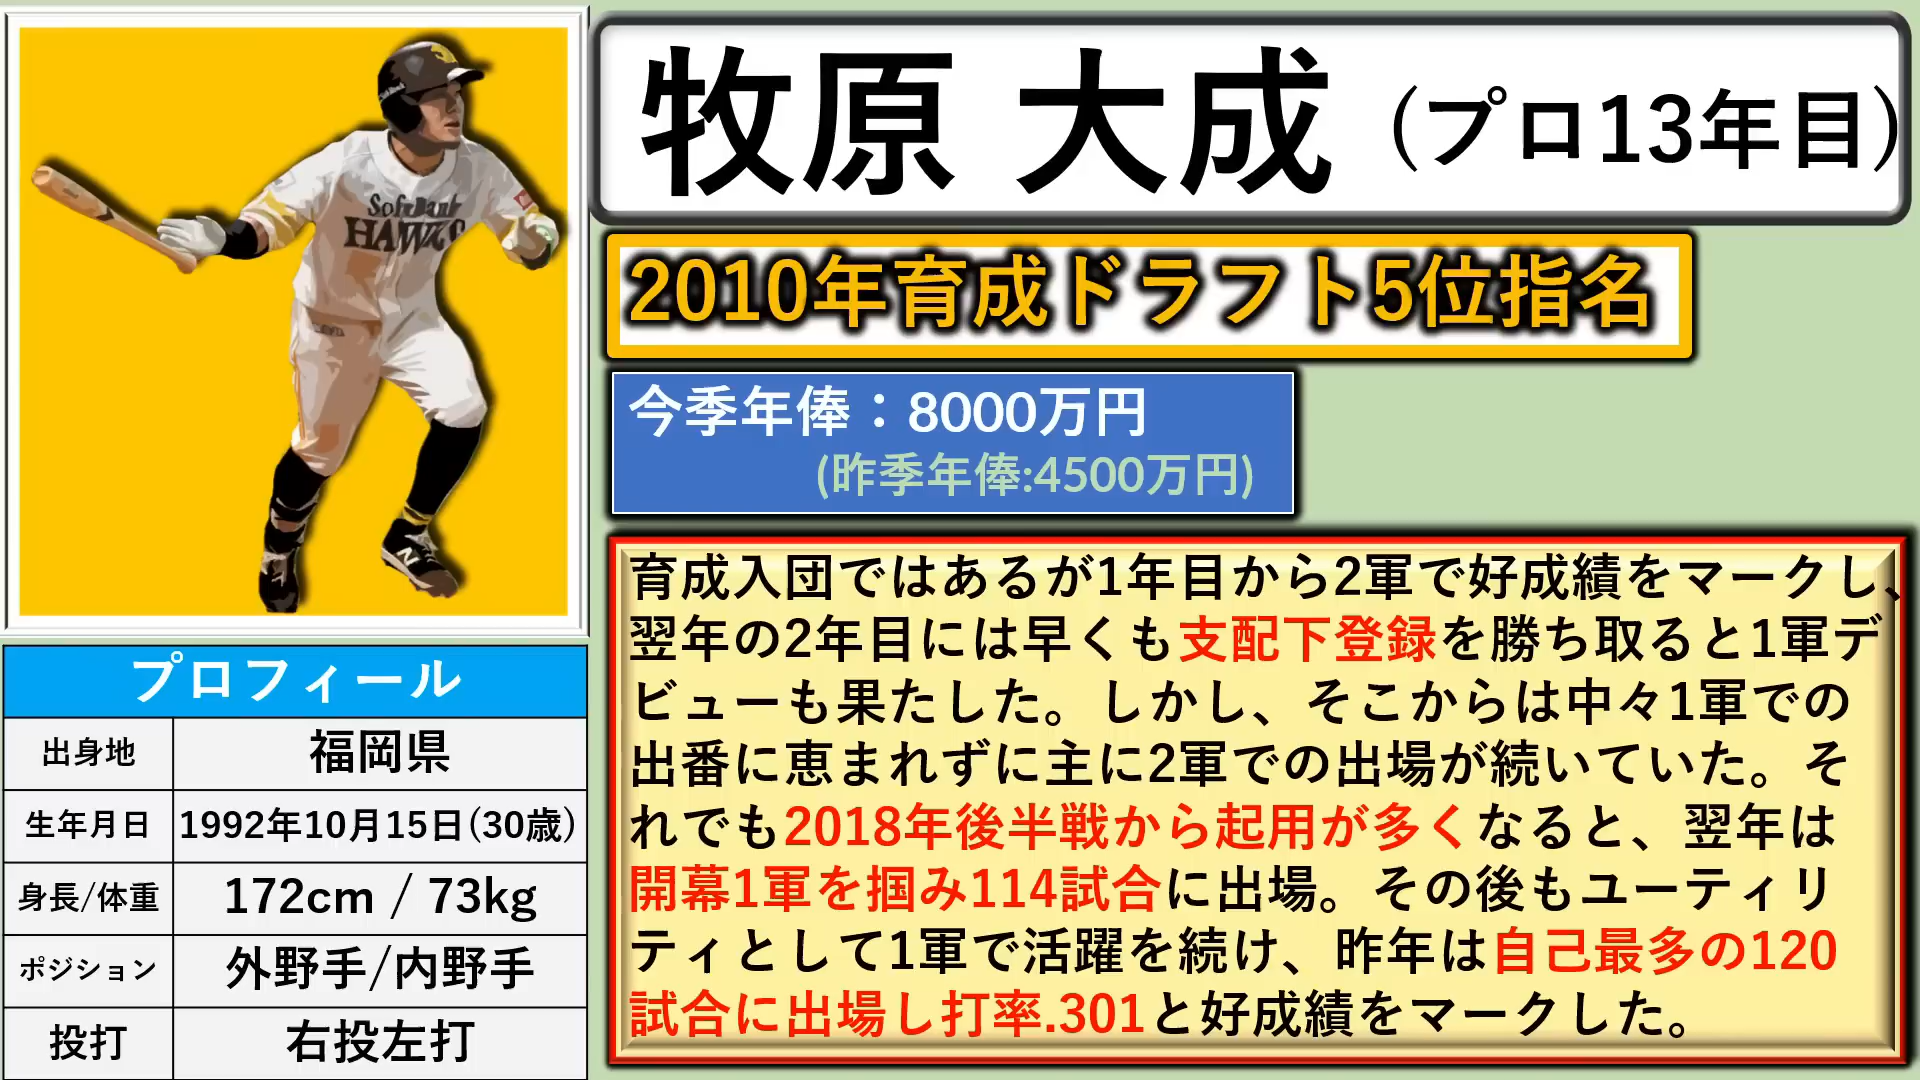 牧原 大成 (プロ13年目)
2010年育成ドラフト5位指名
今季年俸：8000万円
(昨季年俸:4500万円)
育成入団ではあるが1年目から2軍で好成績をマークし、
翌年の2年目には早くも支配下登録を勝ち取ると1軍デ
ビューも果たした。しかし、そこからは中々1軍での
出番に恵まれずに主に2軍での出場が続いていた。そ
れでも2018年後半戦から起用が多くなると、翌年は
開幕1軍を掴み114試合に出場。その後もユーティリ
ティとして1軍で活躍を続け、昨年は自己最多の120
試合に出場し打率.301と好成績をマークした。
SoftBank
HAWKS
プロフィール
出身地 福岡県
生年月日 1992年10月15日(30歳)
身長/体重 172cm / 73kg
ポジション 外野手/内野手
投打 右投左打